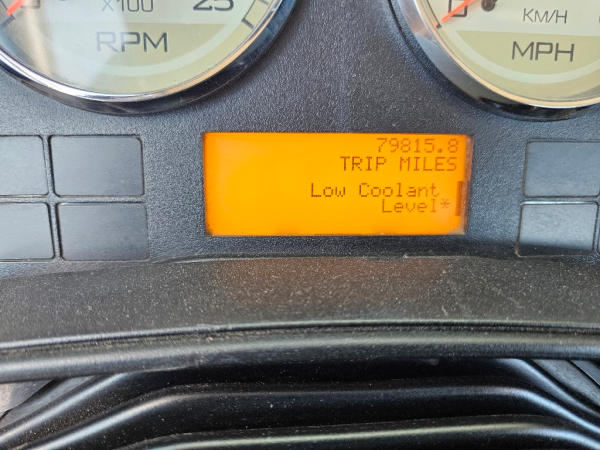 x100
25
RPM
KM/H
MPH
79815.8
TRIP MILES
Low Coolant
Level*